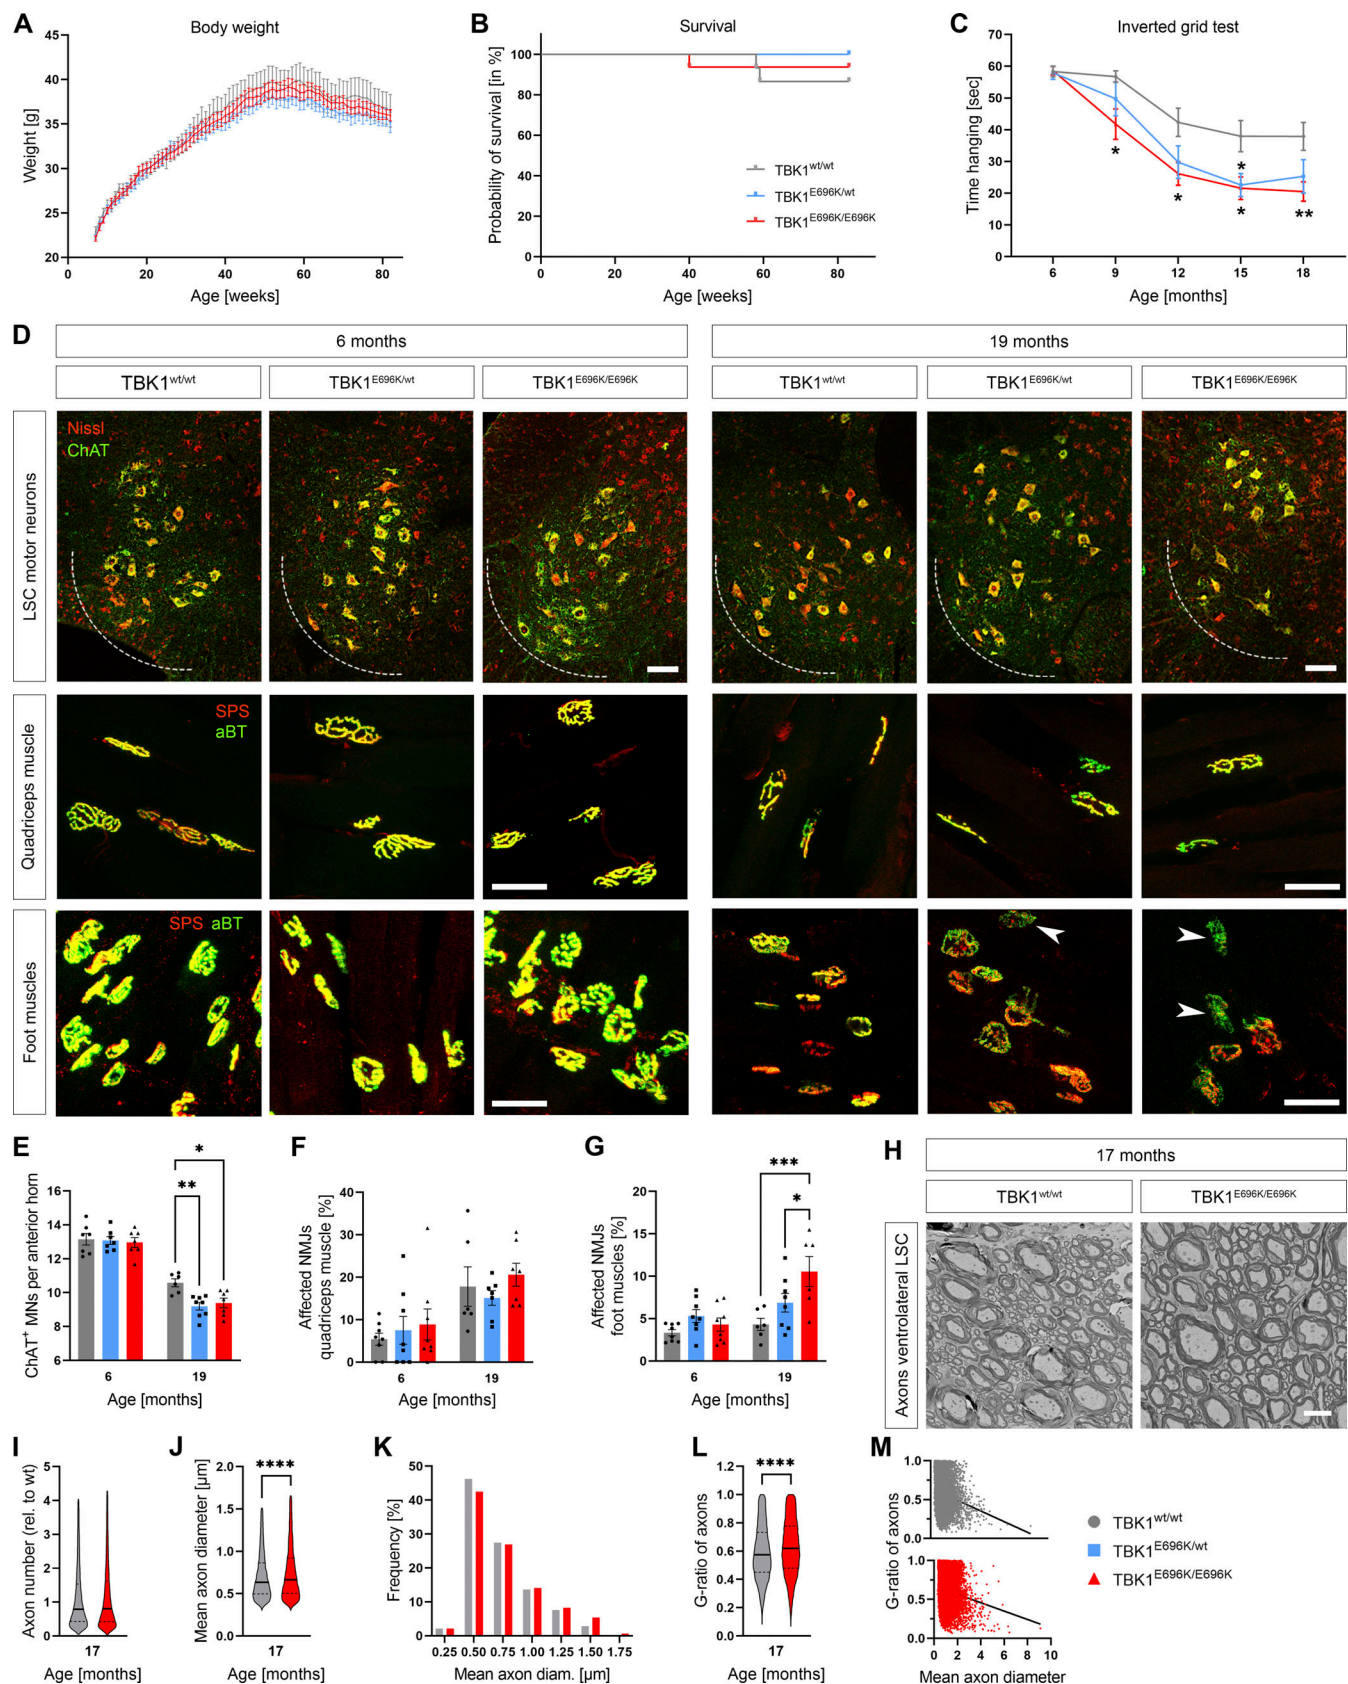 A
Body weight
Weight [g]
45
40
35
30
25
20
0
20
40
60
80
Age [weeks]
B
Survival
Probability of survival [in %]
100
80
60
40
20
0
TBK1wt/wt
TBK1E696K/wt
TBK1E696K/E696K
0
20
40
60
80
Age [weeks]
C
Inverted grid test
Time hanging [sec]
70
60
50
40
30
20
10
0
*
*
*
*
**
6
9
12
15
18
Age [months]
D
6 months
19 months
TBK1wt/wt
TBK1E696K/wt
TBK1E696K/E696K
TBK1wt/wt
TBK1E696K/wt
TBK1E696K/E696K
LSC motor neurons
Nissl
ChAT
Quadriceps muscle
SPS
aBT
Foot muscles
SPS aBT
E
ChAT+ MNs per anterior horn
16
14
12
10
8
6
*
**
6
19
Age [months]
F
Affected NMJs
quadriceps muscle [%]
40
30
20
10
0
6
19
Age [months]
G
Affected NMJs
foot muscles [%]
20
15
10
5
0
***
*
6
19
Age [months]
H
17 months
TBK1wt/wt
TBK1E696K/E696K
Axons ventrolateral LSC
I
Axon number (rel. to wt)
5
4
3
2
1
0
17
Age [months]
J
Mean axon diameter [µm]
2.0
1.5
1.0
0.5
0.0
****
17
Age [months]
K
Frequency [%]
50
40
30
20
10
0
0.25
0.50
0.75
1.00
1.25
1.50
1.75
Mean axon diam. [µm]
L
G-ratio of axons
1.2
1.0
0.8
0.6
0.4
0.2
0.0
****
17
Age [months]
M
G-ratio of axons
1.0
0.5
0.0
1.0
0.5
0.0
0
2
4
6
8
10
Mean axon diameter
TBK1wt/wt
TBK1E696K/wt
TBK1E696K/E696K